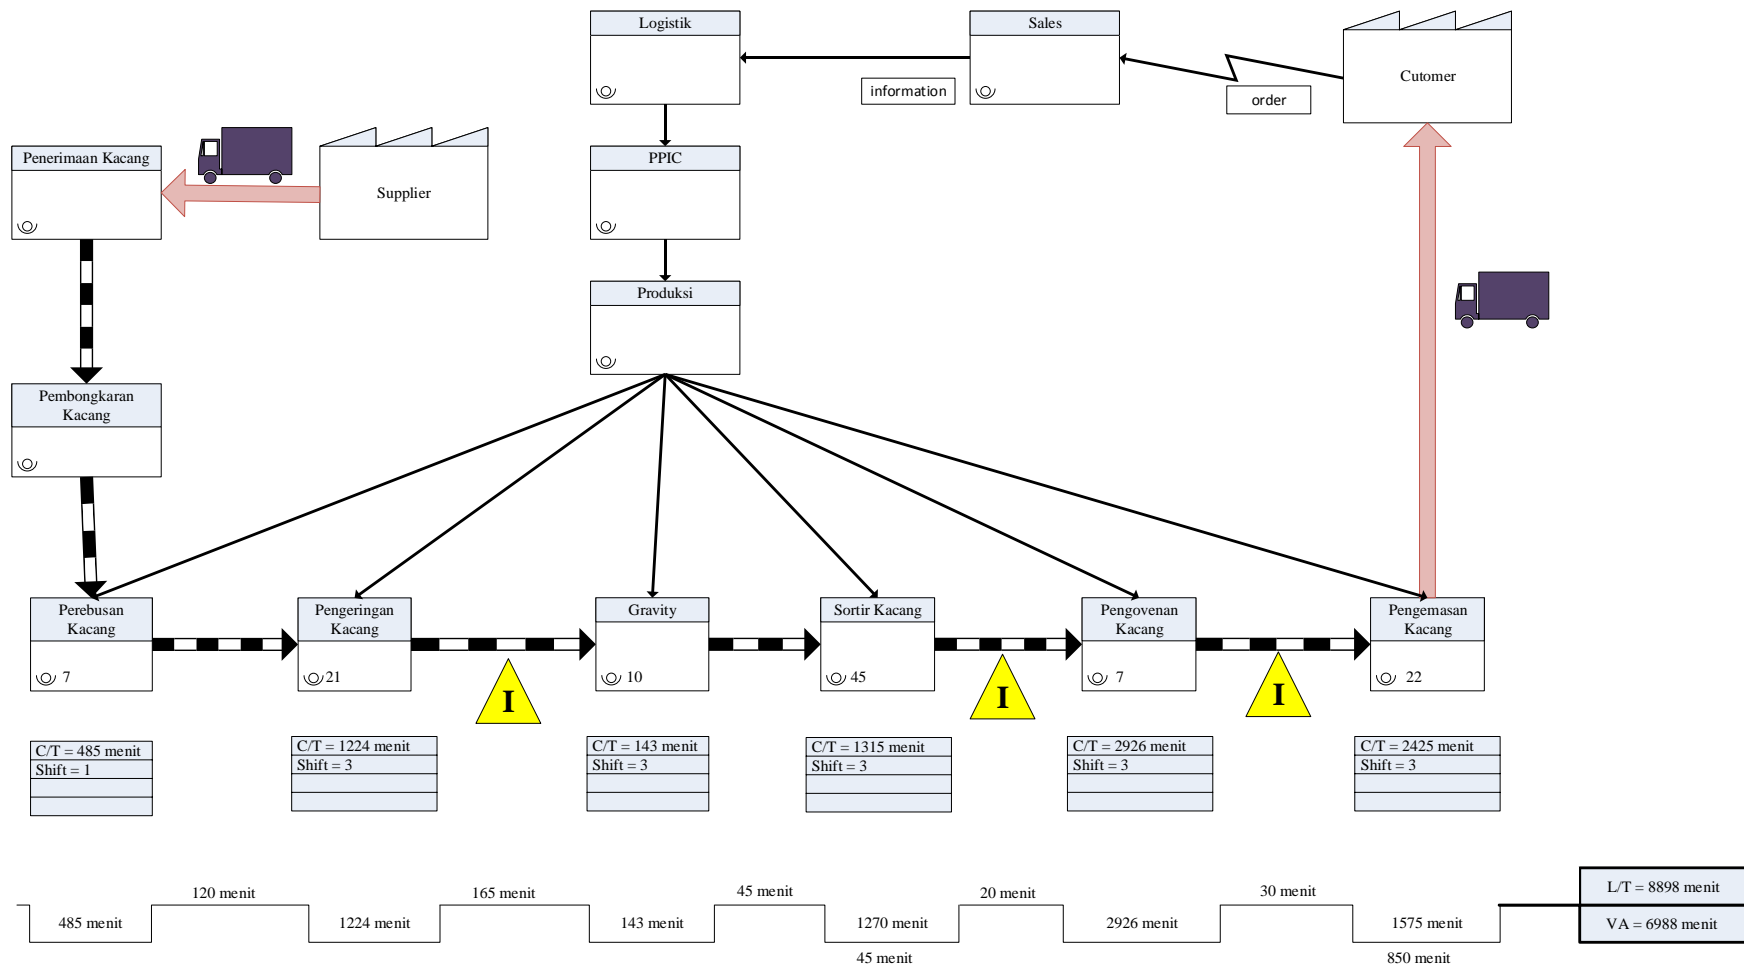 Logistik
Sales
Cutomer
information
order
Penerimaan Kacang
Supplier
PPIC
Produksi
Pembongkaran
Kacang
Perebusan
Kacang
7
Pengeringan
Kacang
21
Gravity
10
Sortir Kacang
45
Pengovenan
Kacang
7
Pengemasan
Kacang
22
I
I
I
C/T = 485 menit
Shift = 1
C/T = 1224 menit
Shift = 3
C/T = 143 menit
Shift = 3
C/T = 1315 menit
Shift = 3
C/T = 2926 menit
Shift = 3
C/T = 2425 menit
Shift = 3
120 menit
165 menit
45 menit
20 menit
30 menit
L/T = 8898 menit
485 menit
1224 menit
143 menit
1270 menit
2926 menit
1575 menit
VA = 6988 menit
45 menit
850 menit